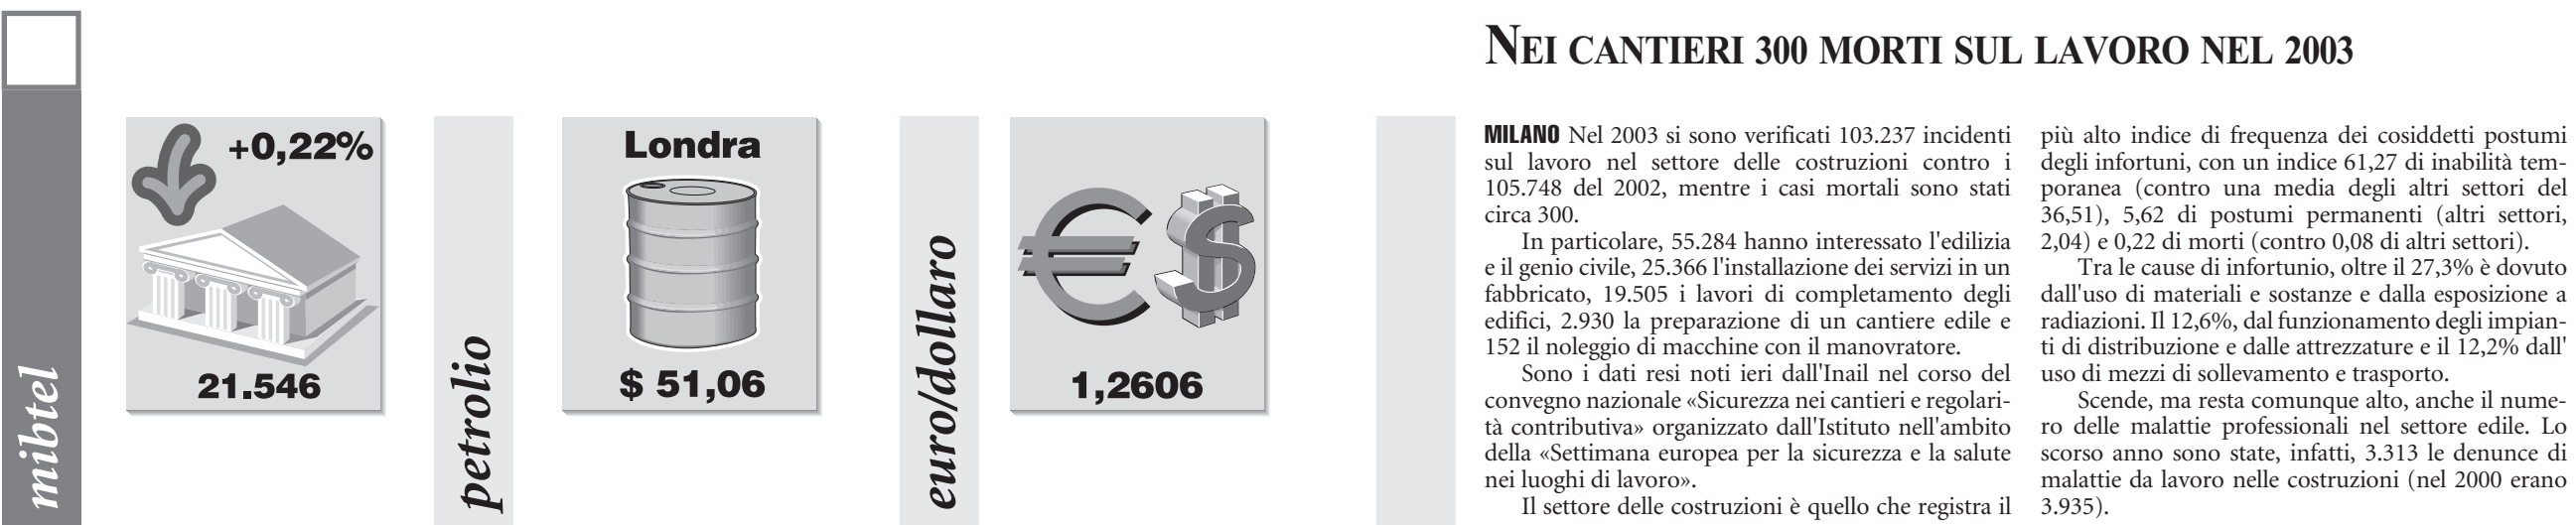 mibtel
+0,22%
21.546
petrolio
Londra
$ 51,06
euro/dollaro
1,2606
NEI CANTIERI 300 MORTI SUL LAVORO NEL 2003
MILANO Nel 2003 si sono verificati 103.237 incidenti
sul lavoro nel settore delle costruzioni contro i
105.748 del 2002, mentre i casi mortali sono stati
circa 300.
In particolare, 55.284 hanno interessato l'edilizia
e il genio civile, 25.366 l'installazione dei servizi in un
fabbricato, 19.505 i lavori di completamento degli
edifici, 2.930 la preparazione di un cantiere edile e
152 il noleggio di macchine con il manovratore.
Sono i dati resi noti ieri dall'Inail nel corso del
convegno nazionale «Sicurezza nei cantieri e regolari-
tà contributiva» organizzato dall'Istituto nell'ambito
della «Settimana europea per la sicurezza e la salute
nei luoghi di lavoro».
Il settore delle costruzioni è quello che registra il
più alto indice di frequenza dei cosiddetti postumi
degli infortuni, con un indice 61,27 di inabilità tem-
poranea (contro una media degli altri settori del
36,51), 5,62 di postumi permanenti (altri settori,
2,04) e 0,22 di morti (contro 0,08 di altri settori).
Tra le cause di infortunio, oltre il 27,3% è dovuto
dall'uso di materiali e sostanze e dalla esposizione a
radiazioni. Il 12,6%, dal funzionamento degli impian-
ti di distribuzione e dalle attrezzature e il 12,2% dall'
uso di mezzi di sollevamento e trasporto.
Scende, ma resta comunque alto, anche il nume-
ro delle malattie professionali nel settore edile. Lo
scorso anno sono state, infatti, 3.313 le denunce di
malattie da lavoro nelle costruzioni (nel 2000 erano
3.935).